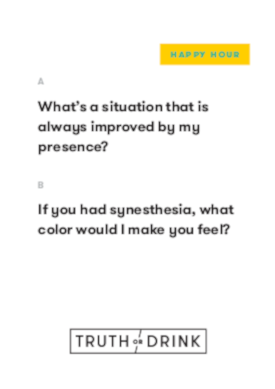 HAPPY HOUR
A
What's a situation that is
always improved by my
presence?
B
If you had synesthesia, what
color would I make you feel?
TRUTH OR DRINK